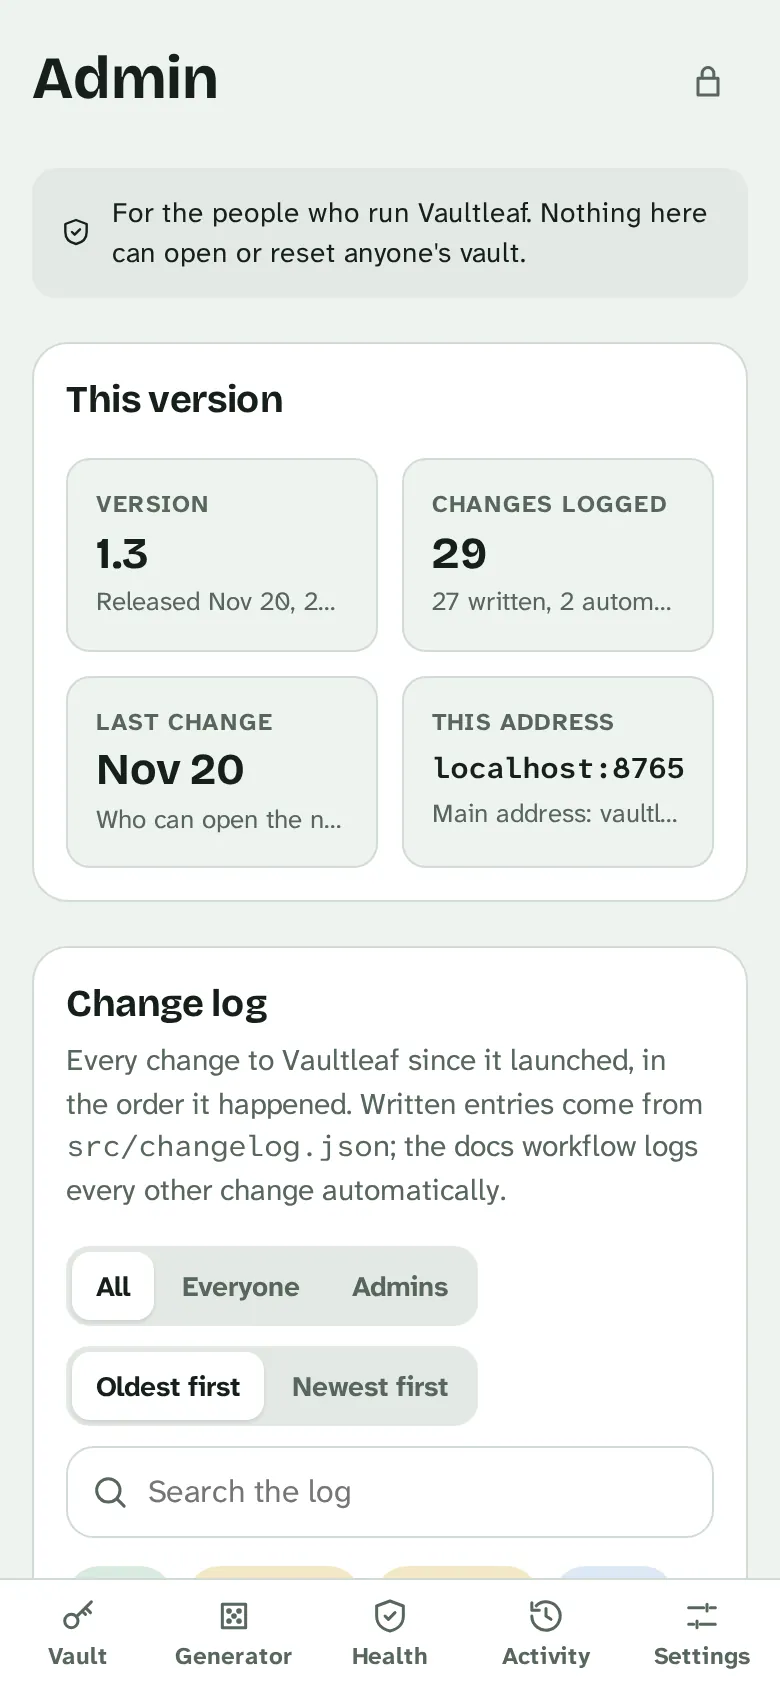 Admin
For the people who run Vaultleaf. Nothing here
can open or reset anyone's vault.
This version
VERSION
1.3
Released Nov 20, 2...
CHANGES LOGGED
29
27 written, 2 autom...
LAST CHANGE
Nov 20
Who can open the n...
THIS ADDRESS
localhost:8765
Main address: vaultl...
Change log
Every change to Vaultleaf since it launched, in
the order it happened. Written entries come from
src/changelog.json; the docs workflow logs
every other change automatically.
All Everyone Admins
Oldest first Newest first
Search the log
Vault Generator Health Activity Settings